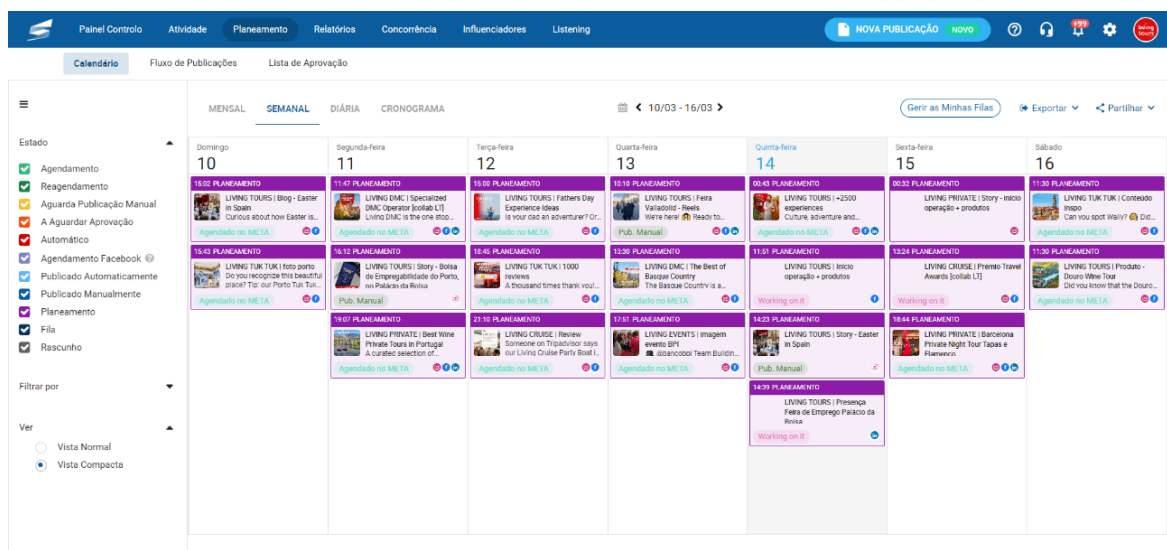 Painel Controlo Atividade Planeamento Relatórios Concorrência Influenciadores Listening
NOVA PUBLICAÇÃO NOVO
+99
living tours
Calendário Fluxo de Publicações Lista de Aprovação
MENSAL SEMANAL DIÁRIA CRONOGRAMA
10/03 - 16/03
Gerir as Minhas Filas Exportar Partilhar
Estado
Agendamento
Reagendamento
Aguarda Publicação Manual
A Aguardar Aprovação
Automático
Agendamento Facebook
Publicado Automaticamente
Publicado Manualmente
Planeamento
Fila
Rascunho
Filtrar por
Ver
Vista Normal
Vista Compacta
Domingo
10
15:02 PLANEAMENTO
LIVING TOURS | Blog - Easter
in Spain
Curious about how Easter is...
Agendado no META
15:43 PLANEAMENTO
LIVING TUK TUK | foto porto
Do you recognize this beautiful
place? Tip: our Porto Tuk Tuk...
Agendado no META
Segunda-feira
11
11:47 PLANEAMENTO
LIVING DMC | Specialized
DMC Operator [collab LT]
Living DMC is the one stop...
Agendado no META
16:12 PLANEAMENTO
LIVING TOURS | Story - Bolsa
de Empregabilidade do Porto,
no Palácio da Bolsa
Pub. Manual
19:07 PLANEAMENTO
LIVING PRIVATE | Best Wine
Private Tours in Portugal
A curated selection of...
Agendado no META
Terça-feira
12
15:00 PLANEAMENTO
LIVING TOURS | Fathers Day
Experience Ideas
Is your dad an adventurer? Or...
Agendado no META
18:45 PLANEAMENTO
LIVING TUK TUK | 1000
reviews
A thousand times thank you!...
Agendado no META
21:10 PLANEAMENTO
LIVING CRUISE | Review
Someone on Tripadvisor says
our Living Cruise Party Boat i...
Agendado no META
Quarta-feira
13
10:10 PLANEAMENTO
LIVING TOURS | Feira
Valladolid - Reels
We're here! Ready to...
Pub. Manual
13:30 PLANEAMENTO
LIVING DMC | The Best of
Basque Country
The Basque Country is a...
Agendado no META
17:51 PLANEAMENTO
LIVING EVENTS | imagem
evento BPI
@bancobpi Team Buildin...
Agendado no META
Quinta-feira
14
00:43 PLANEAMENTO
LIVING TOURS | +2500
experiences
Culture, adventure and...
Agendado no META
11:51 PLANEAMENTO
LIVING TOURS | Início
operação + produtos
Working on it
14:23 PLANEAMENTO
LIVING TOURS | Story - Easter
in Spain
Pub. Manual
14:39 PLANEAMENTO
LIVING TOURS | Presença
Feira de Emprego Palácio da
Bolsa
Working on it
Sexta-feira
15
00:32 PLANEAMENTO
LIVING PRIVATE | Story - início
operação + produtos
13:24 PLANEAMENTO
LIVING CRUISE | Prémio Travel
Awards [collab LT]
Working on it
18:44 PLANEAMENTO
LIVING PRIVATE | Barcelona
Private Night Tour Tapas e
Flamenco
Agendado no META
Sábado
16
11:30 PLANEAMENTO
LIVING TUK TUK | Conteúdo
Inspo
Can you spot Wally? Did...
Agendado no META
11:30 PLANEAMENTO
LIVING TOURS | Produto -
Douro Wine Tour
Did you know that the Douro...
Agendado no META